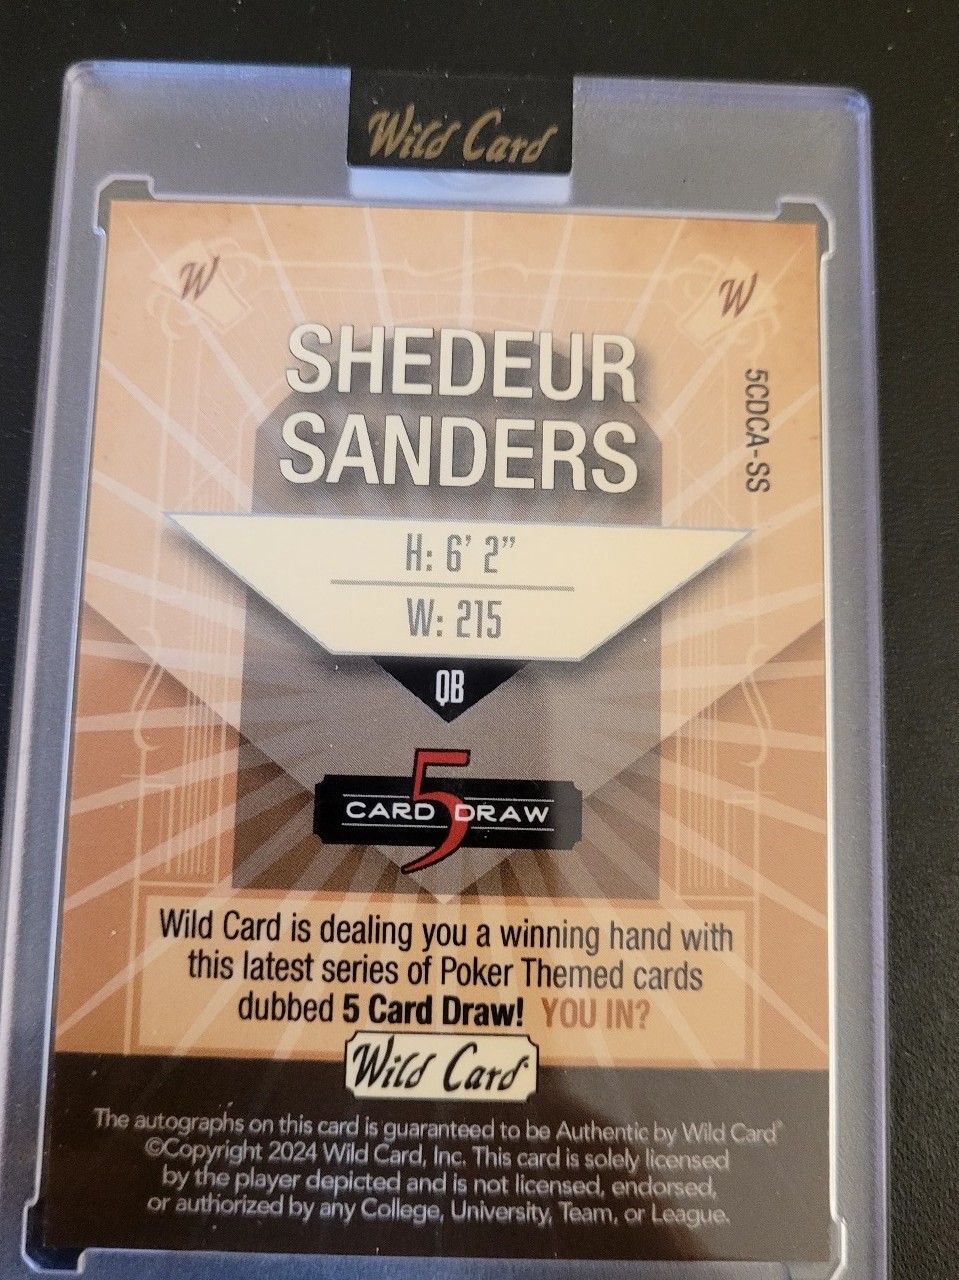 Wild Card
W
W
SHEDEUR
SANDERS
5CDCA-SS
H: 6' 2"
W: 215
QB
5
CARD DRAW
Wild Card is dealing you a winning hand with
this latest series of Poker Themed cards
dubbed 5 Card Draw! YOU IN?
Wild Card
The autographs on this card is guaranteed to be Authentic by Wild Card®
©Copyright 2024 Wild Card, Inc. This card is solely licensed
by the player depicted and is not licensed, endorsed,
or authorized by any College, University, Team, or League.